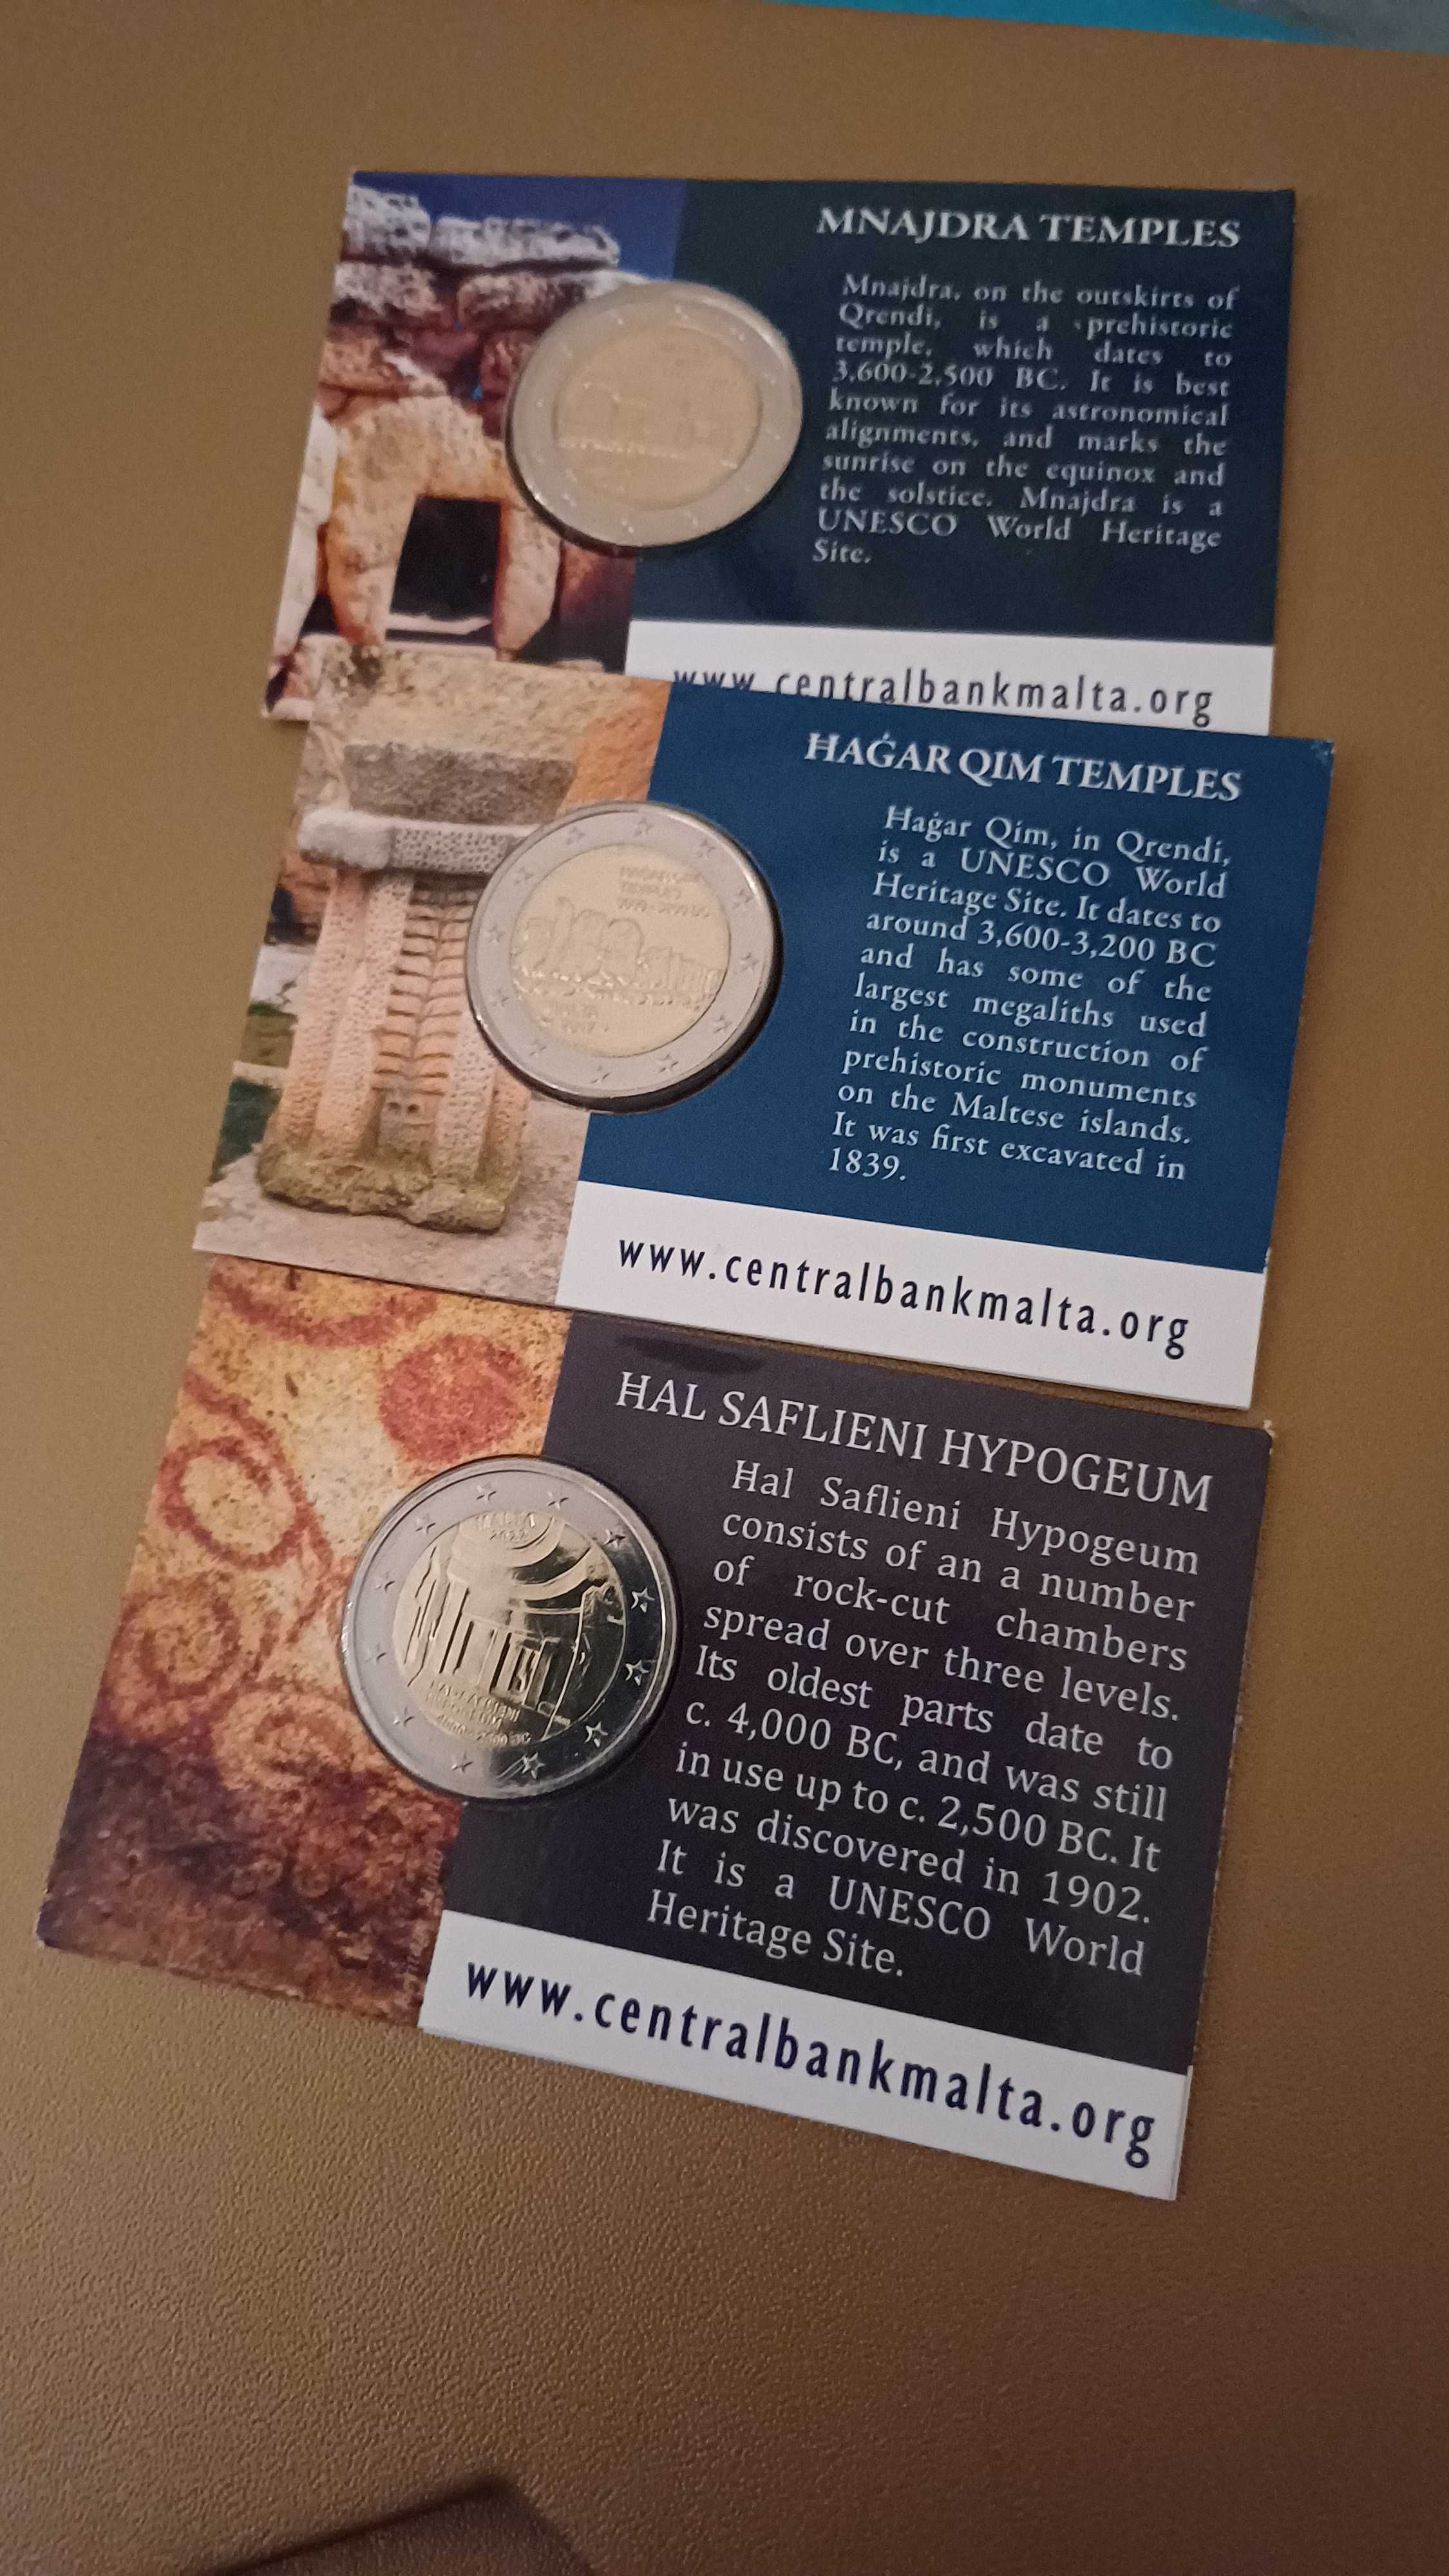 MNAJDRA TEMPLES
Mnajdra, on the outskirts of
Qrendi, is a prehistoric
temple, which dates to
3,600-2,500 BC. It is best
known for its astronomical
alignments, and marks the
sunrise on the equinox and
the solstice. Mnajdra is a
UNESCO World Heritage
Site.
www.centralbankmalta.org
ĦAĠAR QIM TEMPLES
Ħaġar Qim, in Qrendi,
is a UNESCO World
Heritage Site. It dates to
around 3,600-3,200 BC
and has some of the
largest megaliths used
in the construction of
prehistoric monuments
on the Maltese islands.
It was first excavated in
1839.
www.centralbankmalta.org
ĦAĠAR QIM
TEMPLES
MALTA
2017
ĦAL SAFLIENI HYPOGEUM
Hal Saflieni Hypogeum
consists of an a number
of rock-cut chambers
spread over three levels.
Its oldest parts date to
c. 4,000 BC, and was still
in use up to c. 2,500 BC. It
was discovered in 1902.
It is a UNESCO World
Heritage Site.
www.centralbankmalta.org
MALTA
2022